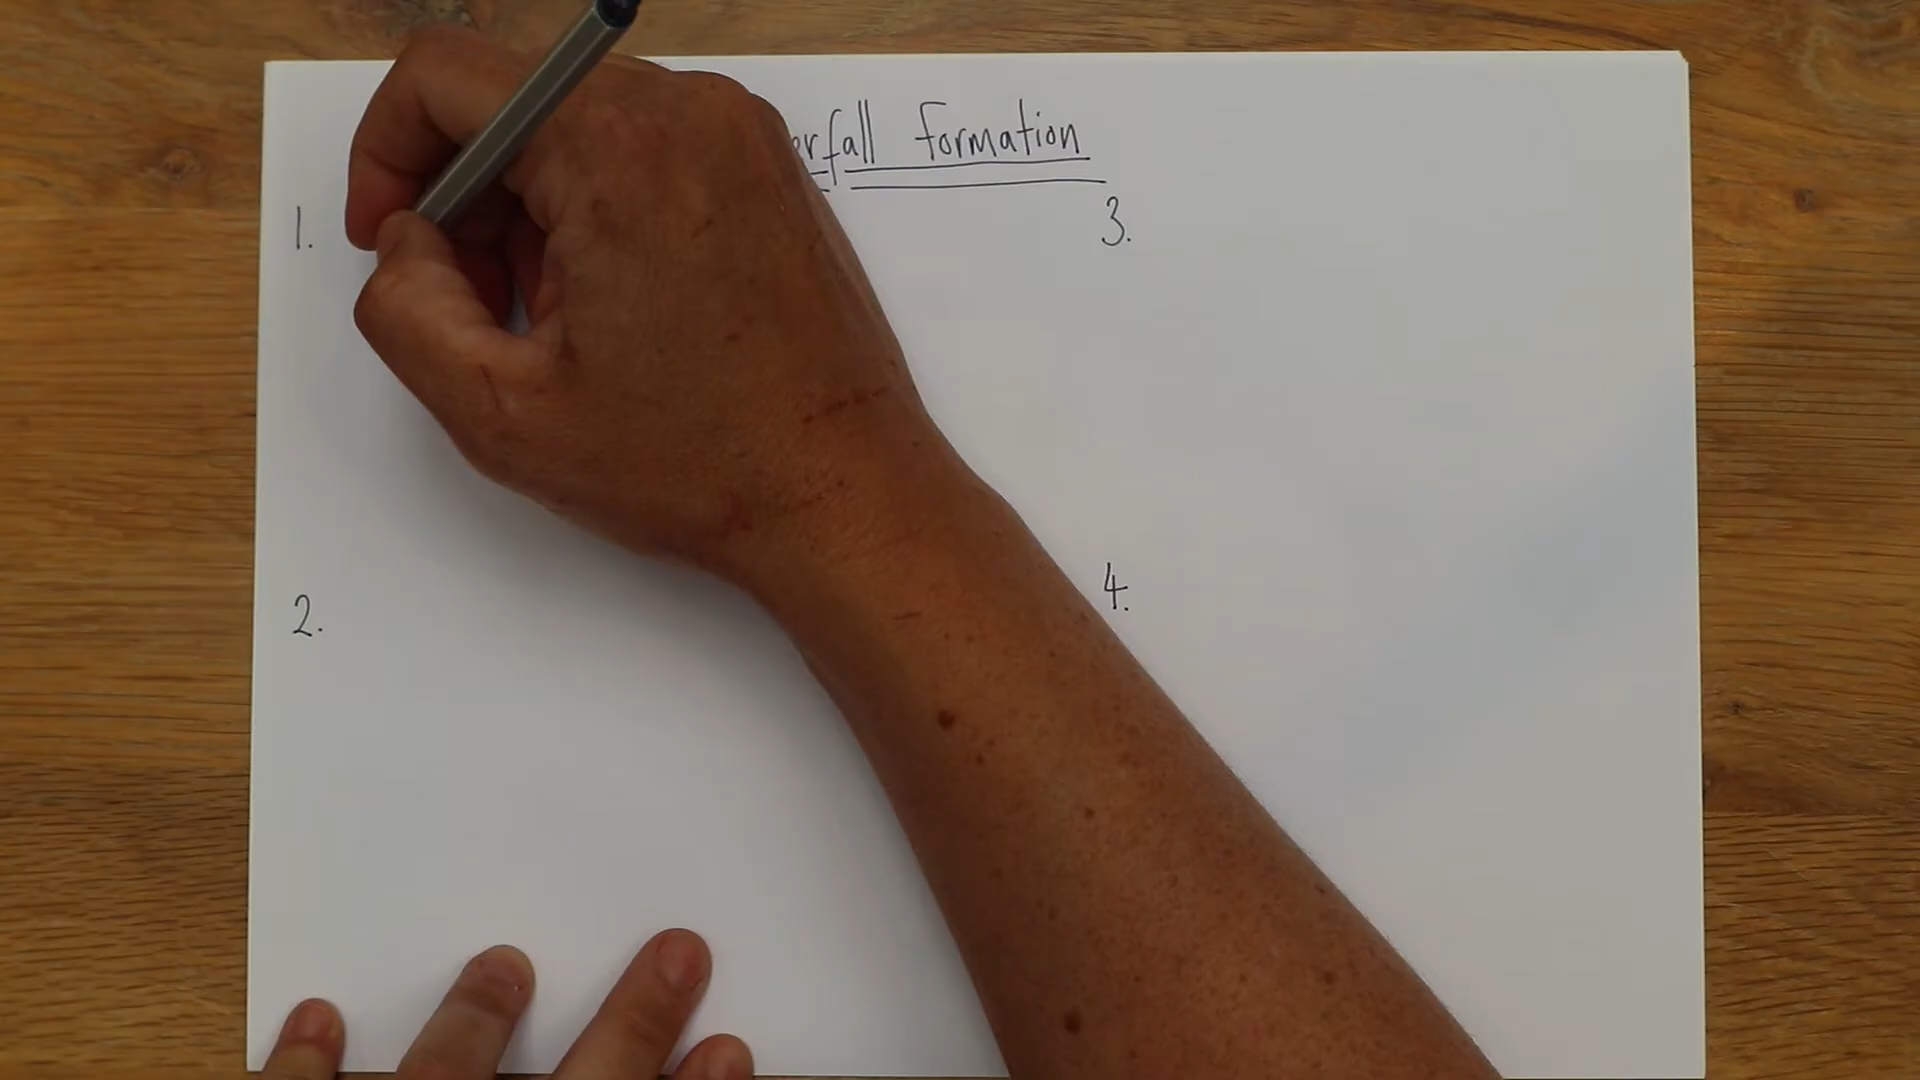 erfall formation
1.
3.
2.
4.